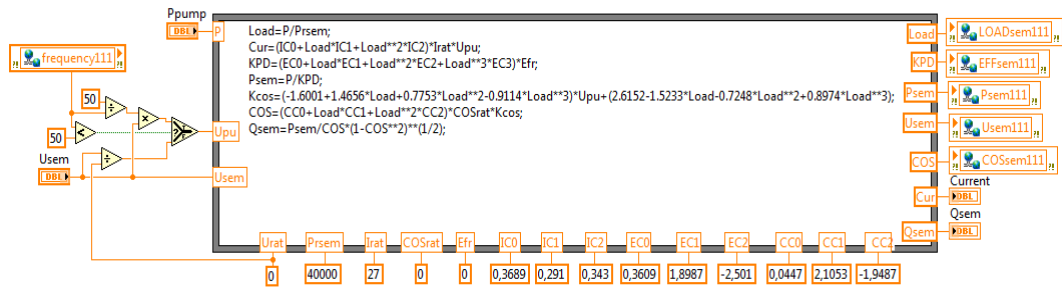 Ppump
DBL
P
Load=P/Prsem;
Cur=(IC0+Load*IC1+Load**2*IC2)*Irat*Upu;
KPD=(EC0+Load*EC1+Load**2*EC2+Load**3*EC3)*Efr;
Psem=P/KPD;
Kcos=(-1.6001+1.4656*Load+0.7753*Load**2-0.9114*Load**3)*Upu+(2.6152-1.5233*Load-0.7248*Load**2+0.8974*Load**3);
COS=(CC0+Load*CC1+Load**2*CC2)*COSrat*Kcos;
Qsem=Psem/COS*(1-COS**2)**(1/2);
frequency111
50
50
Usem
DBL
Upu
Usem
Load
LOADsem111
KPD
EFFsem111
Psem
Psem111
Usem
Usem111
COS
COSsem111
Current
Cur
DBL
Qsem
Qsem
DBL
Urat Prsem Irat COSrat Efr IC0 IC1 IC2 EC0 EC1 EC2 CC0 CC1 CC2
0 40000 27 0 0 0,3689 0,291 0,343 0,3609 1,8987 -2,501 0,0447 2,1053 -1,9487